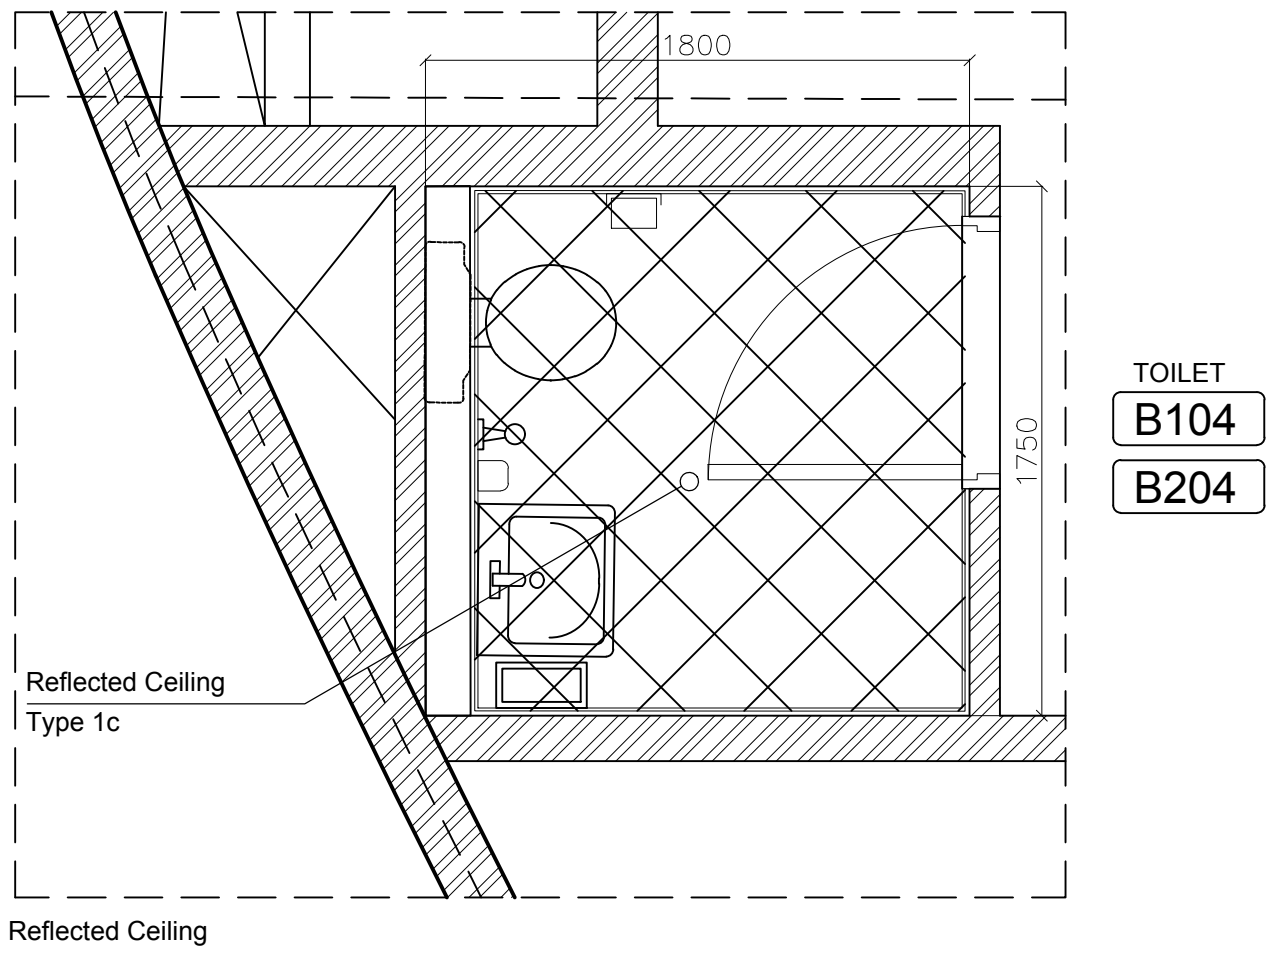 1800
1750
TOILET
B104
B204
Reflected Ceiling
Type 1c
Reflected Ceiling